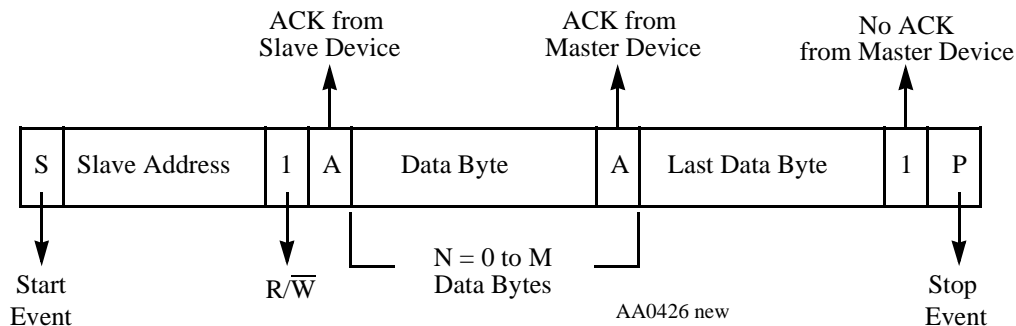 ACK from
Slave Device
ACK from
Master Device
No ACK
from Master Device
S Slave Address 1 A Data Byte A Last Data Byte 1 P
Start
Event
R/W̅
N = 0 to M
Data Bytes
AA0426 new
Stop
Event